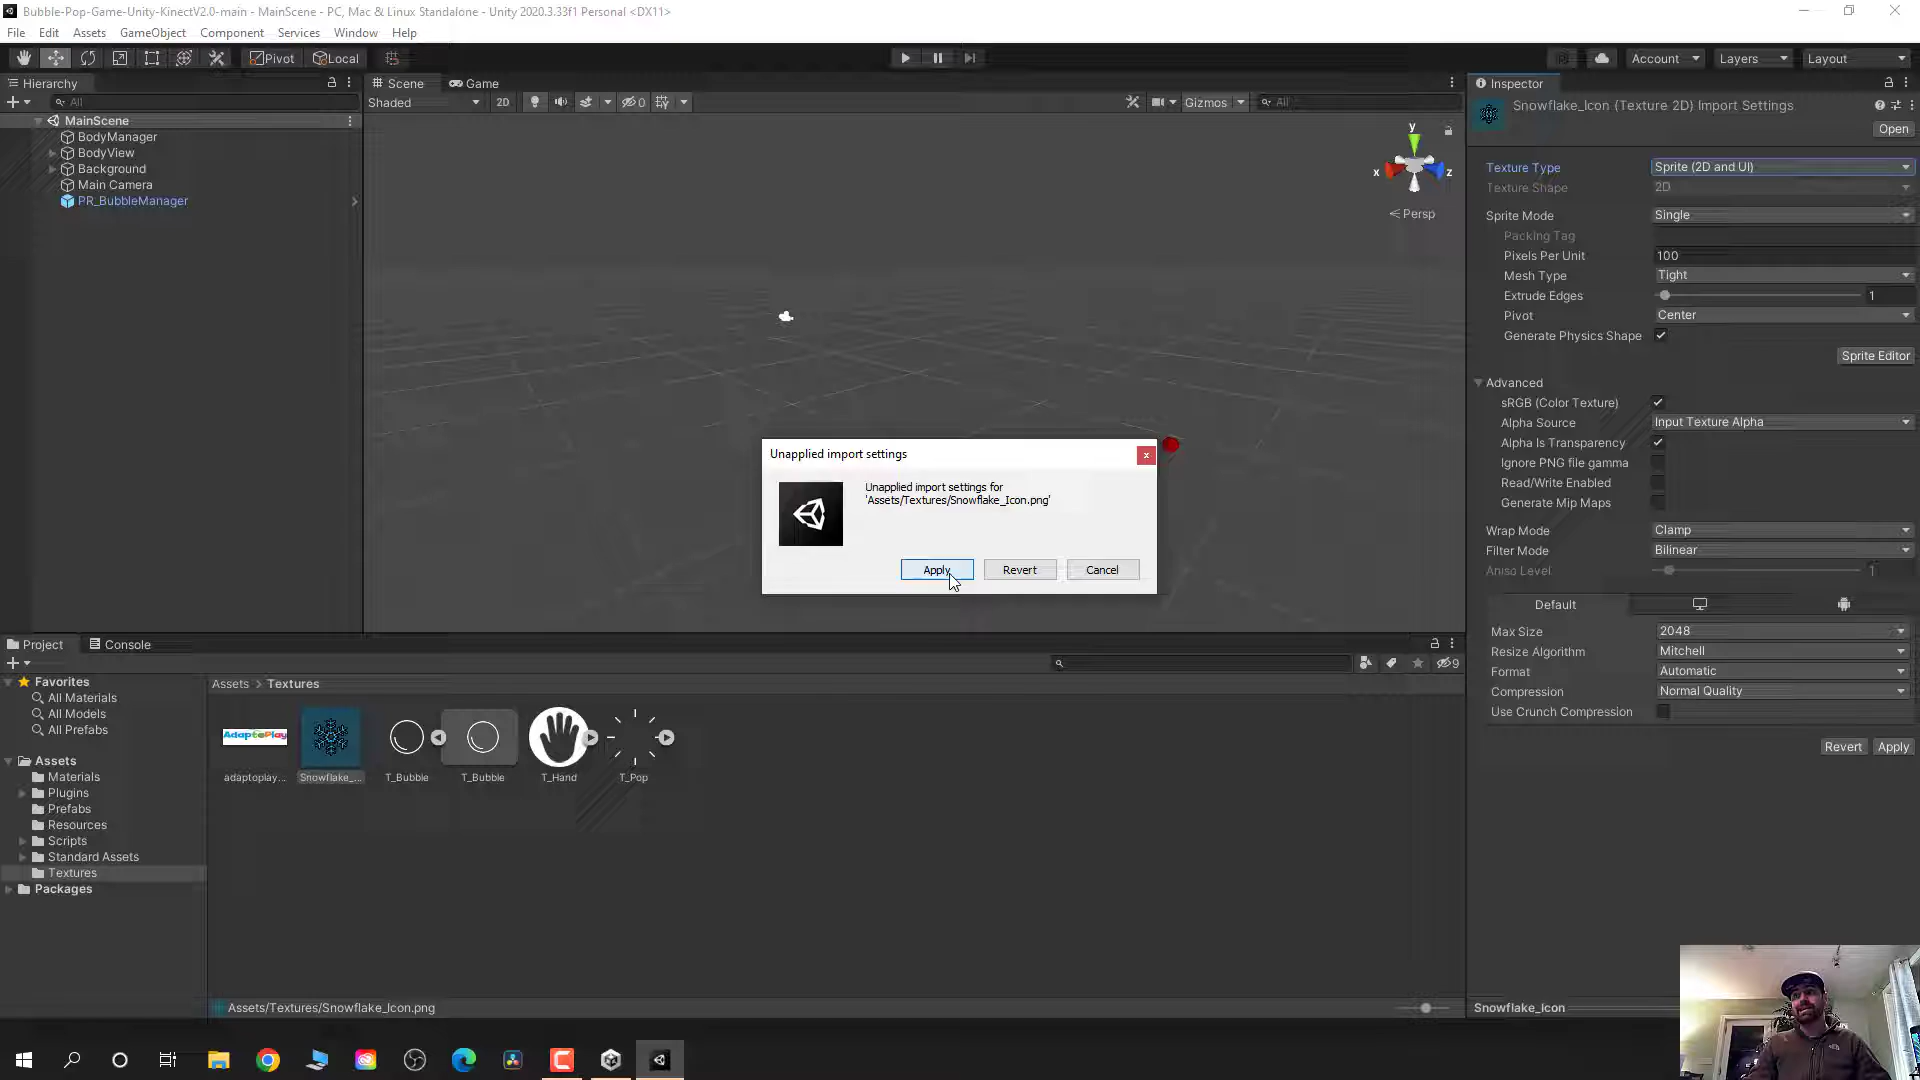 Bubble-Pop-Game-Unity-KinectV2.0-main - MainScene - PC, Mac & Linux Standalone - Unity 2020.3.33f1 Personal <DX11>
File Edit Assets GameObject Component Services Window Help
Pivot Local Account Layers Layout
Hierarchy
All
MainScene
BodyManager
BodyView
Background
Main Camera
PR_BubbleManager
Scene Game
Shaded 2D 0 Gizmos All
y
x z
Persp
Inspector
Snowflake_Icon (Texture 2D) Import Settings
Open
Texture Type Sprite (2D and UI)
Texture Shape 2D
Sprite Mode Single
Packing Tag
Pixels Per Unit 100
Mesh Type Tight
Extrude Edges 1
Pivot Center
Generate Physics Shape
Sprite Editor
Advanced
sRGB (Color Texture)
Alpha Source Input Texture Alpha
Alpha Is Transparency
Ignore PNG file gamma
Read/Write Enabled
Generate Mip Maps
Wrap Mode Clamp
Filter Mode Bilinear
Aniso Level 1
Default
Max Size 2048
Resize Algorithm Mitchell
Format Automatic
Compression Normal Quality
Use Crunch Compression
Revert Apply
Unapplied import settings
x
Unapplied import settings for
'Assets/Textures/Snowflake_Icon.png'
Apply Revert Cancel
Project Console
9
Favorites
All Materials
All Models
All Prefabs
Assets
Materials
Plugins
Prefabs
Resources
Scripts
Standard Assets
Textures
Packages
Assets > Textures
AdaptoPlay
adaptoplay... Snowflake_... T_Bubble T_Bubble T_Hand T_Pop
Assets/Textures/Snowflake_Icon.png
Snowflake_Icon